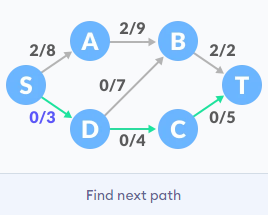 2/9
A B
2/8 2/2
S 0/7 T
0/3 0/5
D C
0/4
Find next path